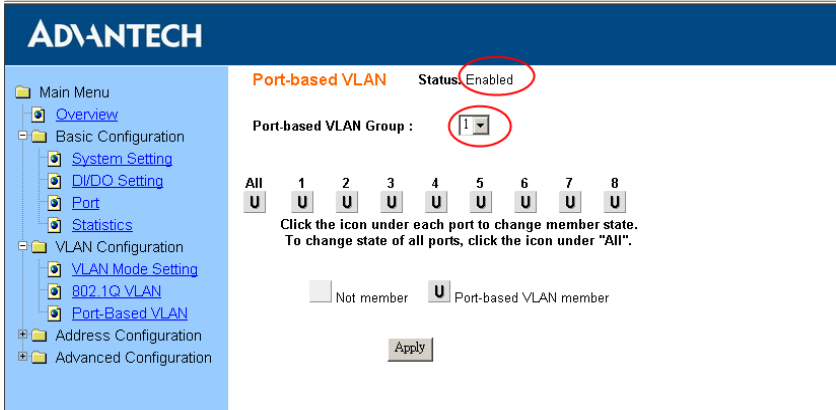 ADVANTECH
Main Menu
Overview
Basic Configuration
System Setting
DI/DO Setting
Port
Statistics
VLAN Configuration
VLAN Mode Setting
802.1Q VLAN
Port-Based VLAN
Address Configuration
Advanced Configuration
Port-based VLAN Status: Enabled
Port-based VLAN Group : 1
All 1 2 3 4 5 6 7 8
U U U U U U U U U
Click the icon under each port to change member state.
To change state of all ports, click the icon under "All".
Not member U Port-based VLAN member
Apply